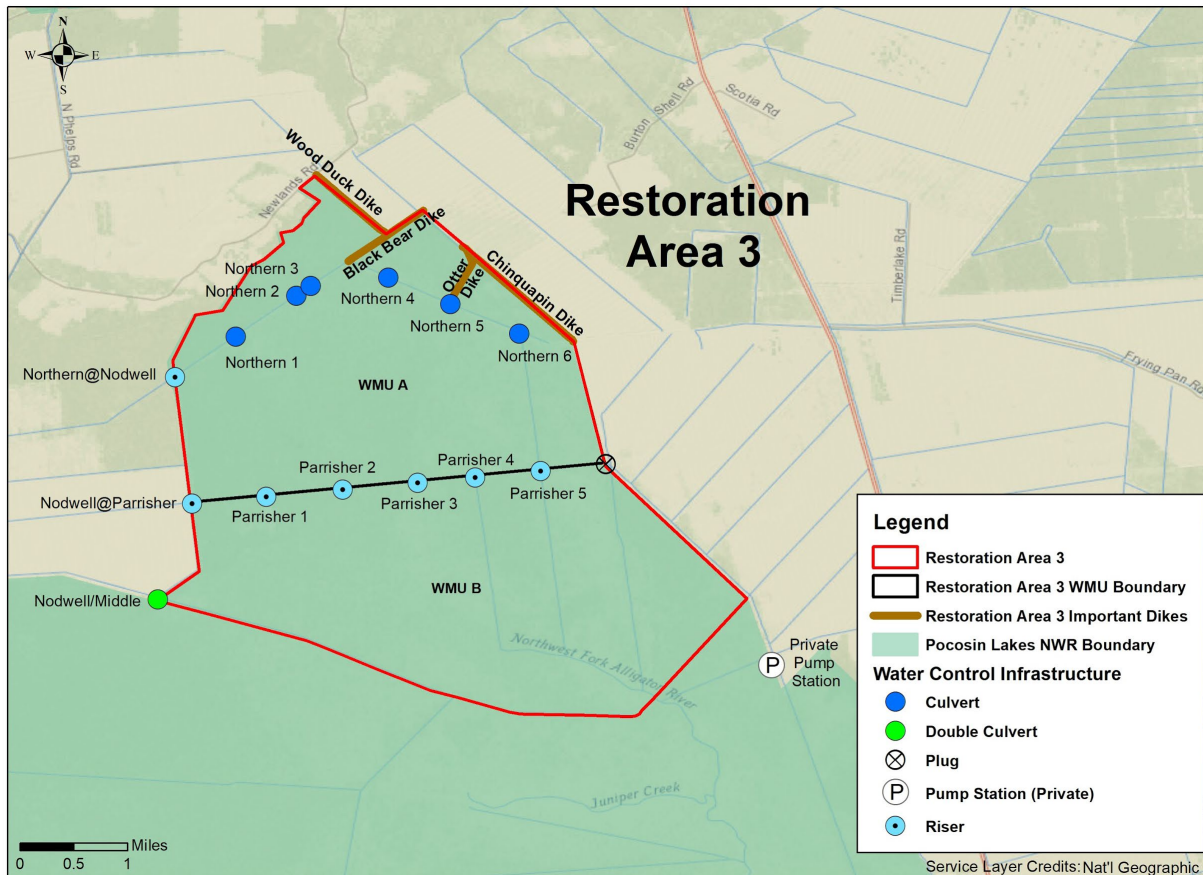 N
W E
S
N Phelps Rd
Newlands Rd
Burton Shell Rd
Scotia Rd
Timberlake Rd
Frying Pan Rd
Restoration
Area 3
Wood Duck Dike
Black Bear Dike
Otter
Dike
Chinquapin Dike
Northern 3
Northern 2
Northern 4
Northern 5
Northern 1
Northern 6
Northern@Nodwell
WMU A
Parrisher 4
Parrisher 2
Nodwell@Parrisher
Parrisher 1
Parrisher 3
Parrisher 5
WMU B
Nodwell/Middle
Northwest Fork Alligator River
Private
Pump
Station
P
Juniper Creek
Legend
Restoration Area 3
Restoration Area 3 WMU Boundary
Restoration Area 3 Important Dikes
Pocosin Lakes NWR Boundary
Water Control Infrastructure
Culvert
Double Culvert
Plug
P Pump Station (Private)
Riser
Miles
0 0.5 1
Service Layer Credits: Nat'l Geographic